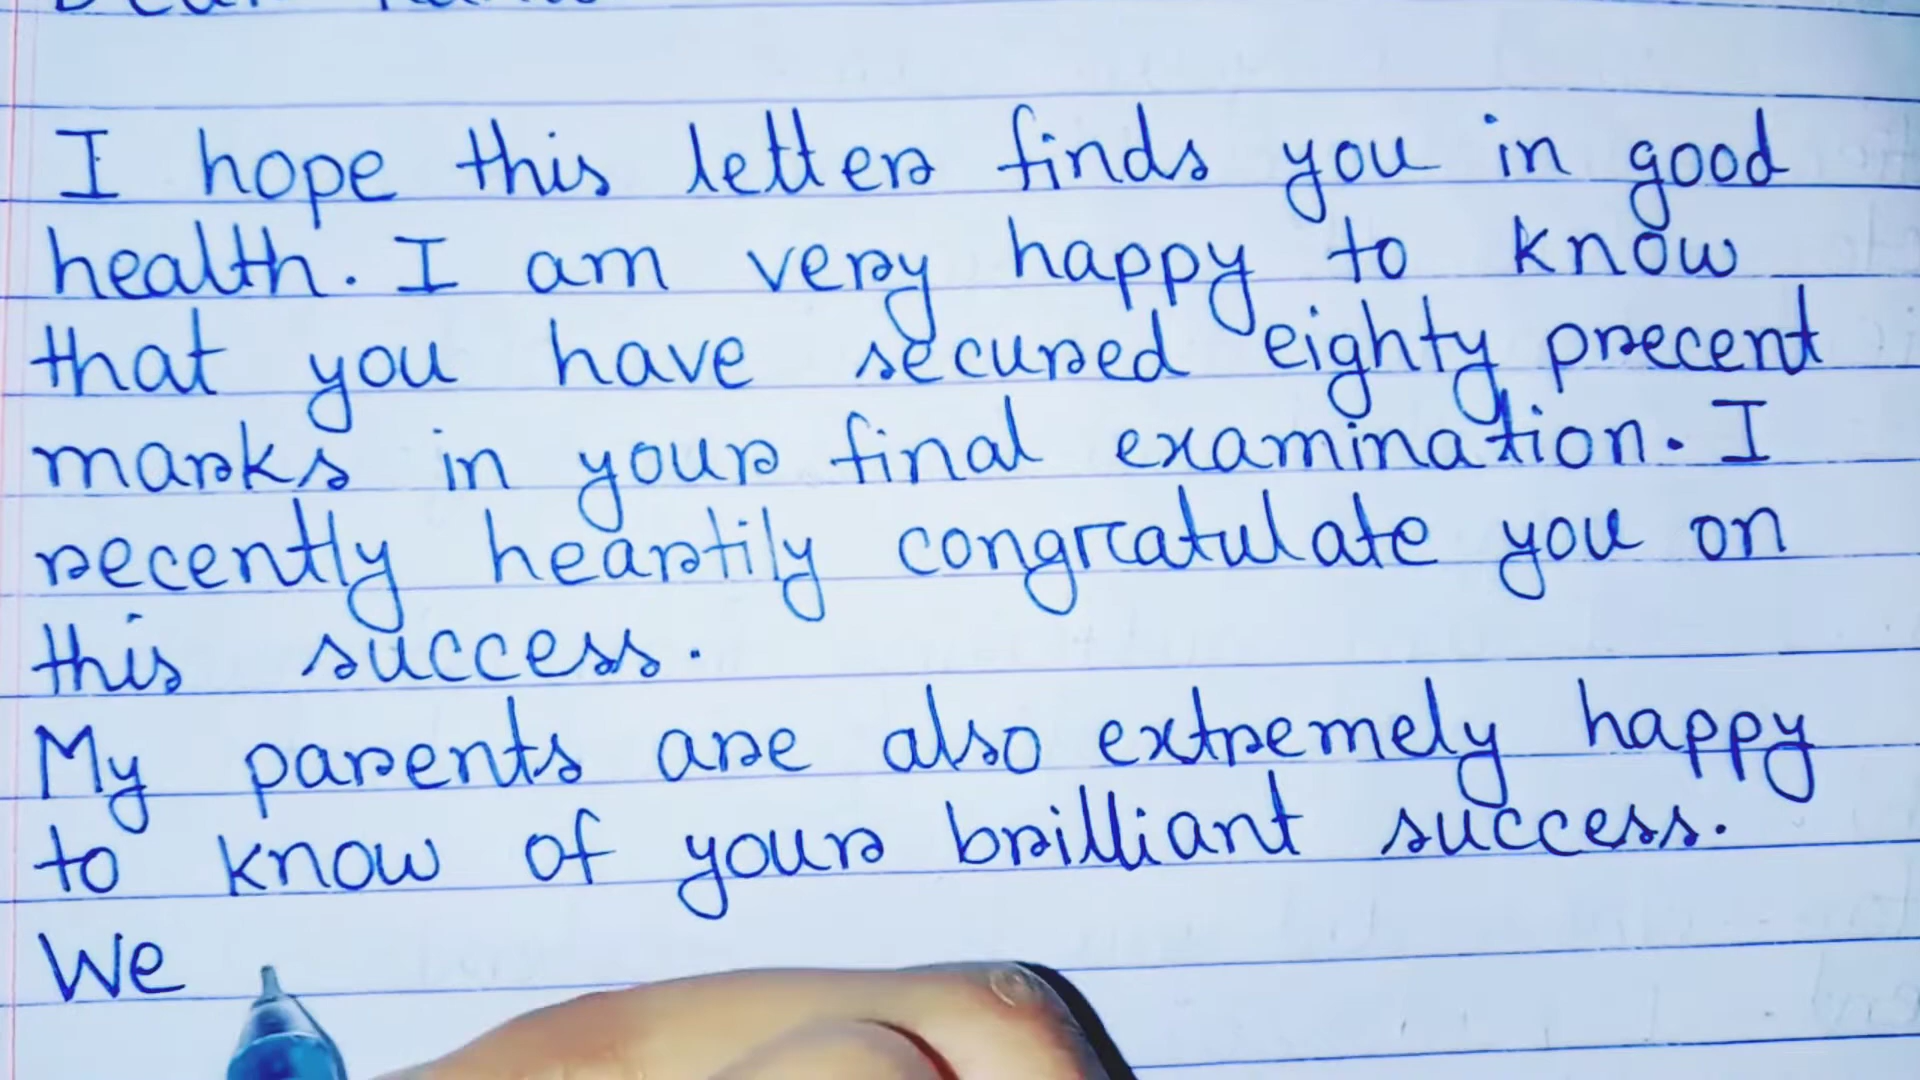 I hope this letter finds you in good
health. I am very happy to know
that you have secured eighty precent
marks in your final examination. I
recently heartily congratulate you on
this success.
My parents are also extremely happy
to know of your brilliant success.
We